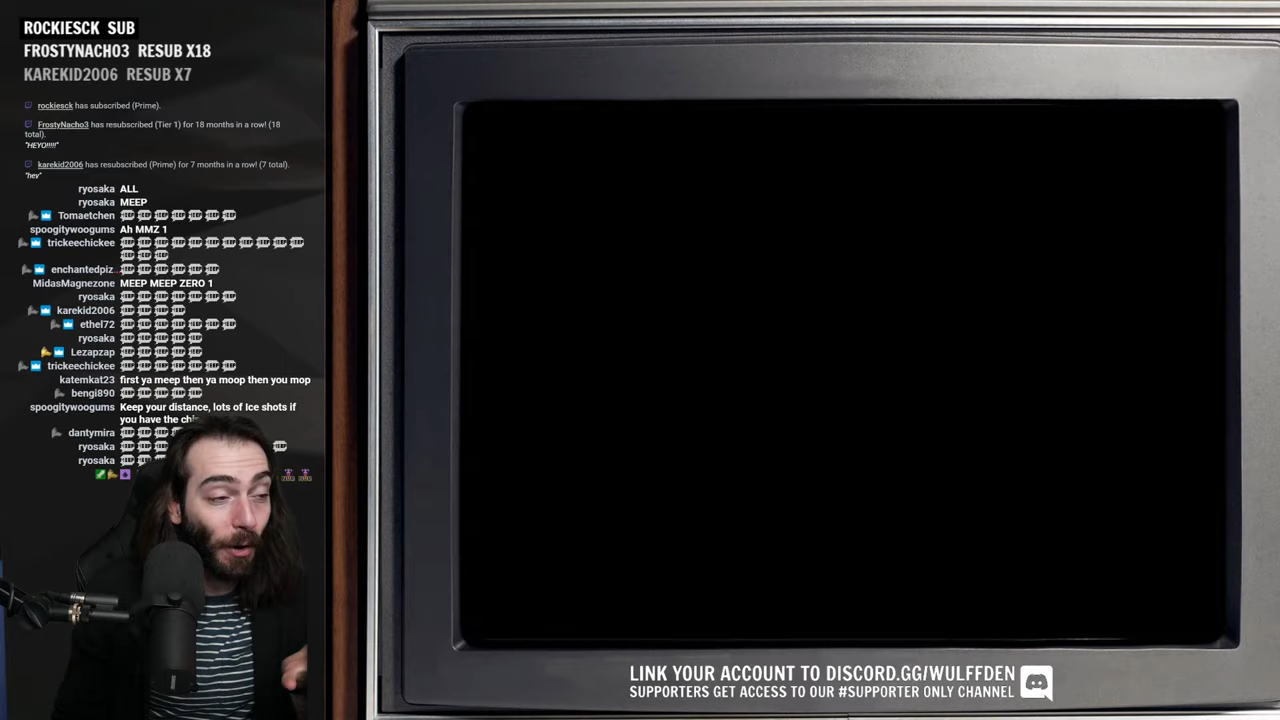 ROCKIESCK SUB
FROSTYNACHO3 RESUB X18
KAREKID2006 RESUB X7
rockiesck has subscribed (Prime).
FrostyNacho3 has resubscribed (Tier 1) for 18 months in a row! (18
total).
"HEYO!!!!!"
karekid2006 has resubscribed (Prime) for 7 months in a row! (7 total).
"hey"
ryosaka ALL
ryosaka MEEP
Tomaetchen
spoogitywoogums Ah MMZ 1
trickeechickee
enchantedpiz...
MidasMagnezone MEEP MEEP ZERO 1
ryosaka
karekid2006
ethel72
ryosaka
Lezapzap
trickeechickee
katemkat23 first ya meep then ya moop then you mop
bengi890
spoogitywoogums Keep your distance, lots of Ice shots if
you have the
dantymira
ryosaka
ryosaka
LINK YOUR ACCOUNT TO DISCORD.GG/WULFFDEN
SUPPORTERS GET ACCESS TO OUR #SUPPORTER ONLY CHANNEL